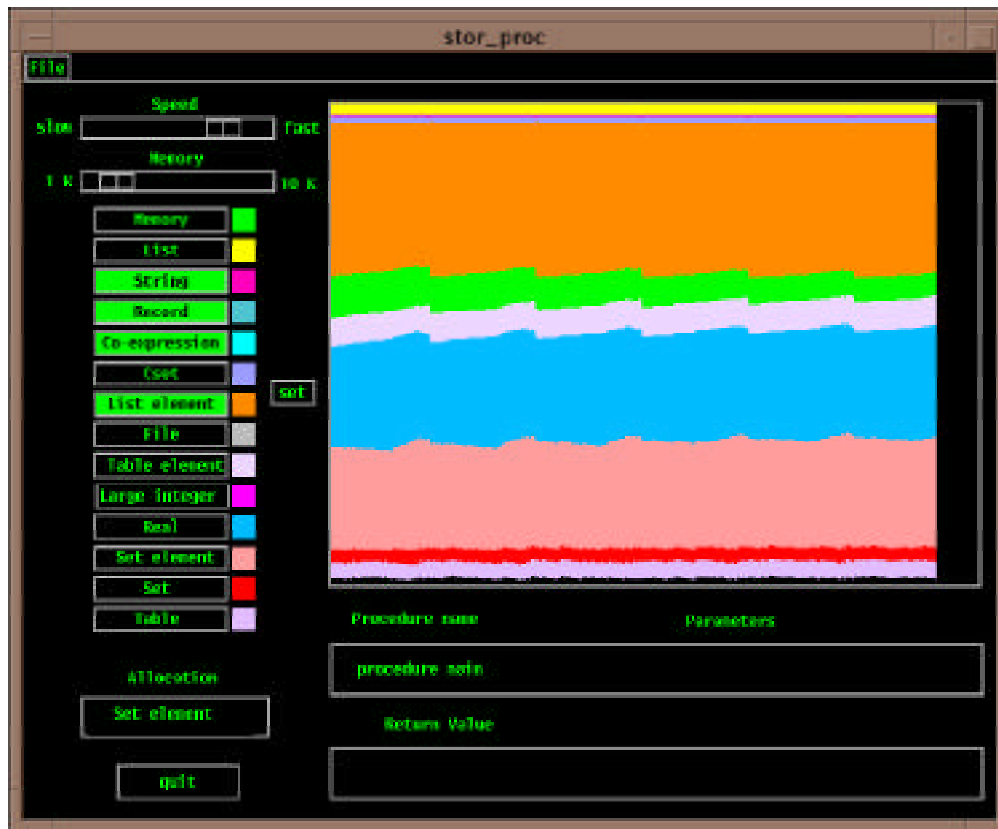 stor_proc
File
Speed
slow fast
Memory
1 K 10 K
Memory
List
String
Record
Co-expression
Cset
set
List element
File
Table element
Large integer
Real
Set element
Set
Table
Procedure name Parameters
procedure main
Allocation
Set element
Return Value
quit